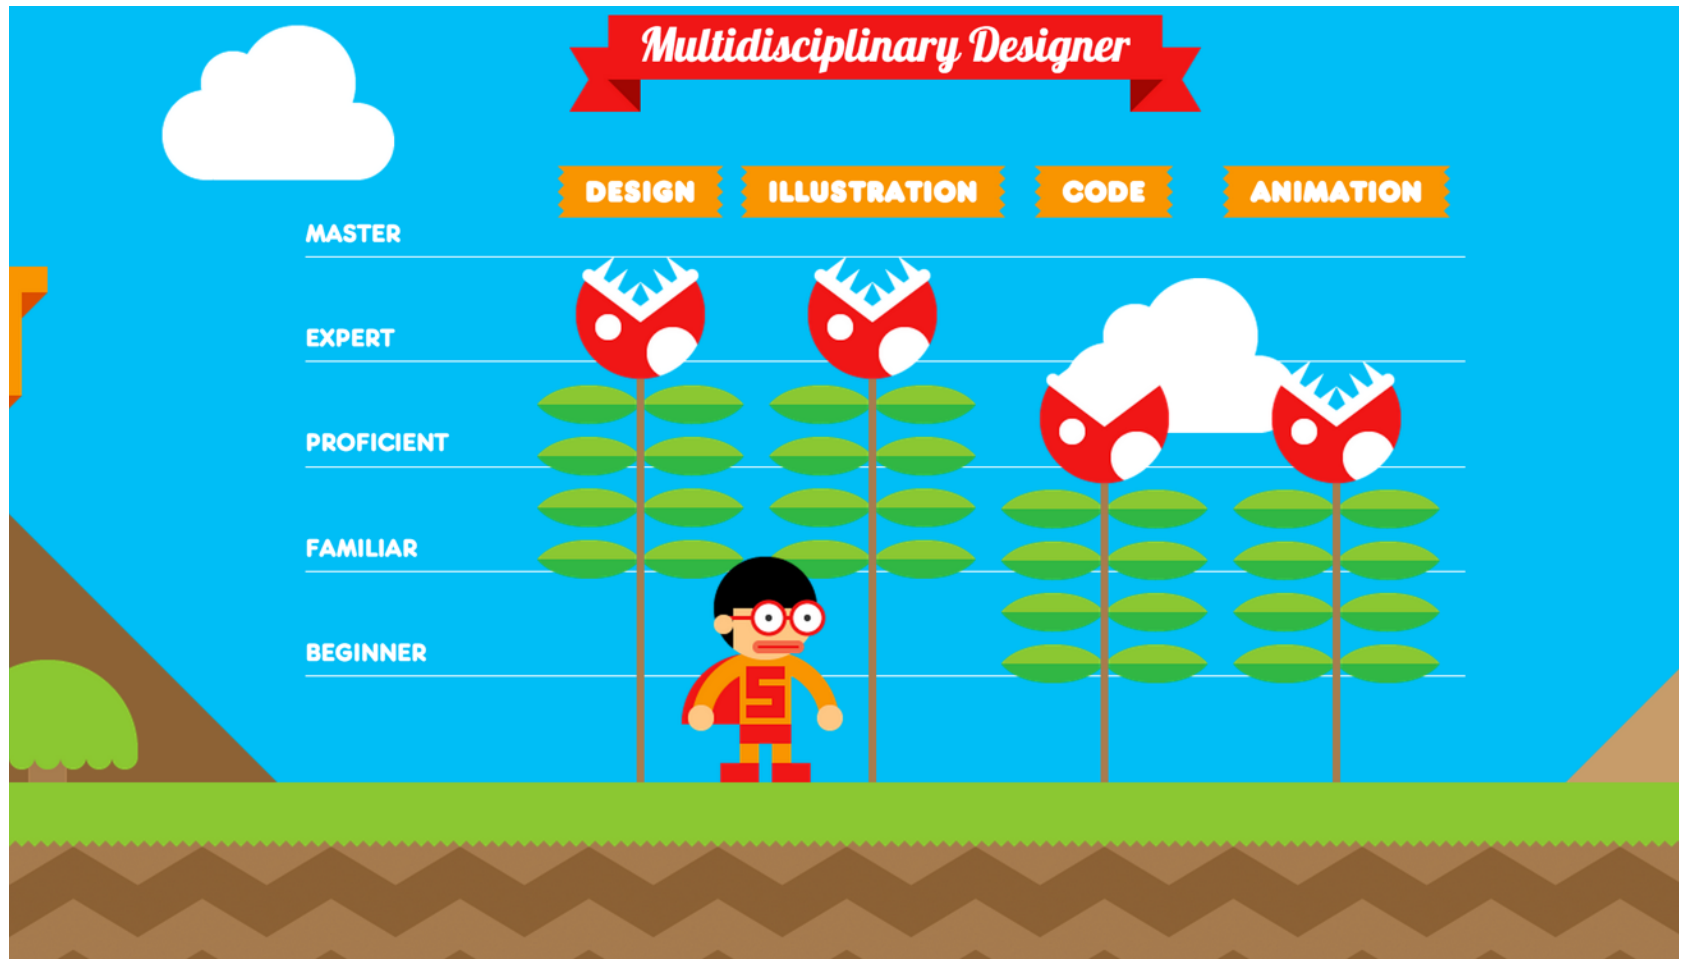 Multidisciplinary Designer
DESIGN ILLUSTRATION CODE ANIMATION
MASTER
EXPERT
PROFICIENT
FAMILIAR
BEGINNER
S